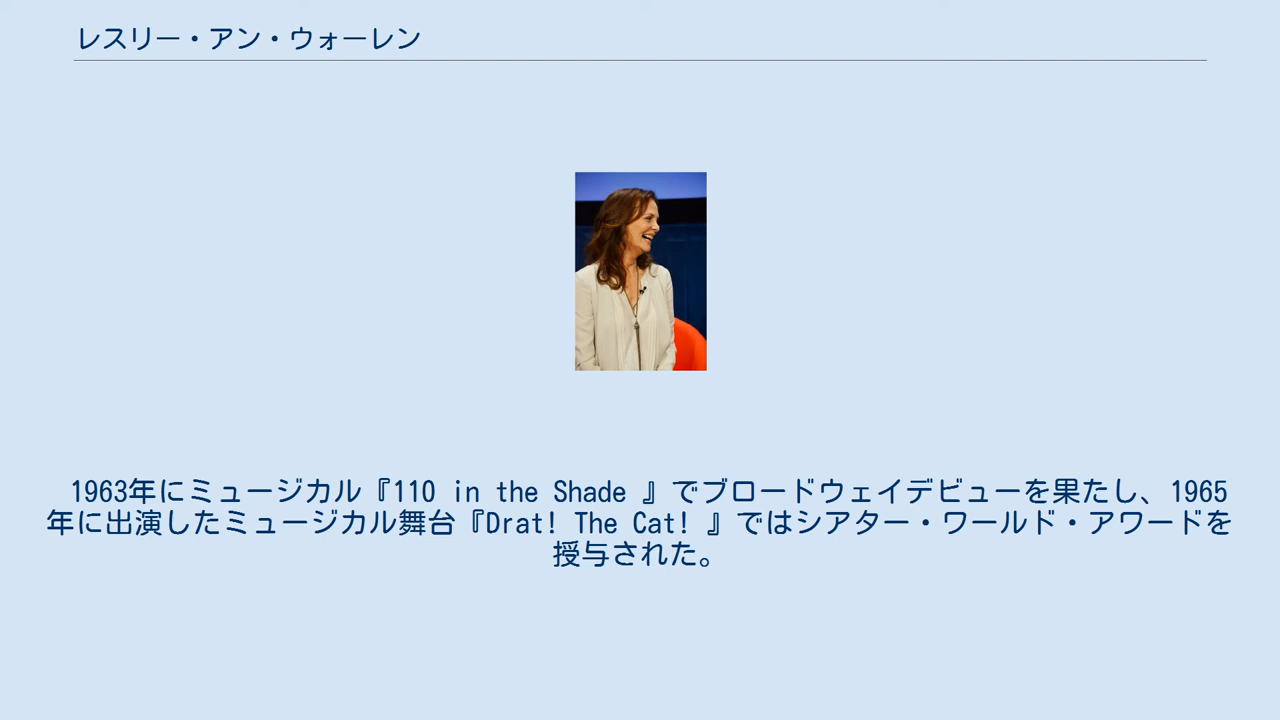 レスリー・アン・ウォーレン
1963年にミュージカル『110 in the Shade 』でブロードウェイデビューを果たし、1965
年に出演したミュージカル舞台『Drat! The Cat! 』ではシアター・ワールド・アワードを
授与された。